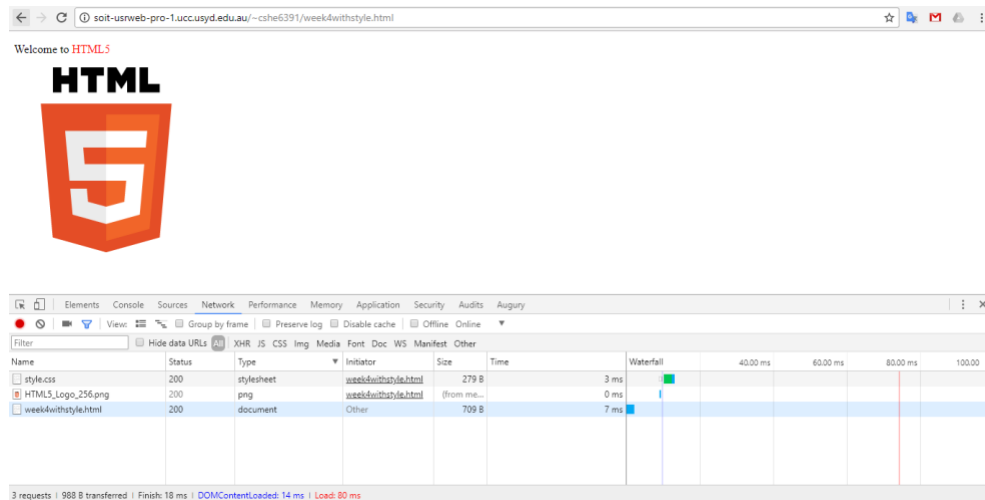 soit-usrweb-pro-1.ucc.usyd.edu.au/~cshe6391/week4withstyle.html
Welcome to HTML5
HTML
5
Elements Console Sources Network Performance Memory Application Security Audits Augury
View: Group by frame Preserve log Disable cache Offline Online
Filter Hide data URLs All XHR JS CSS Img Media Font Doc WS Manifest Other
Name Status Type Initiator Size Time Waterfall 40.00 ms 60.00 ms 80.00 ms 100.00
style.css 200 stylesheet week4withstyle.html 279 B 3 ms
HTML5_Logo_256.png 200 png week4withstyle.html (from me... 0 ms
week4withstyle.html 200 document Other 709 B 7 ms
3 requests | 988 B transferred | Finish: 18 ms | DOMContentLoaded: 14 ms | Load: 80 ms